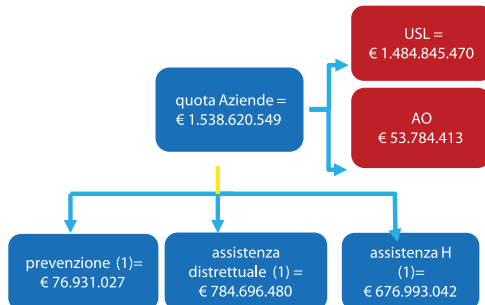 USL =
€ 1.484.845.470
quota Aziende =
€ 1.538.620.549
AO
€ 53.784.413
prevenzione (1)=
€ 76.931.027
assistenza
distrettuale (1) =
€ 784.696.480
assistenza H
(1)=
€ 676.993.042